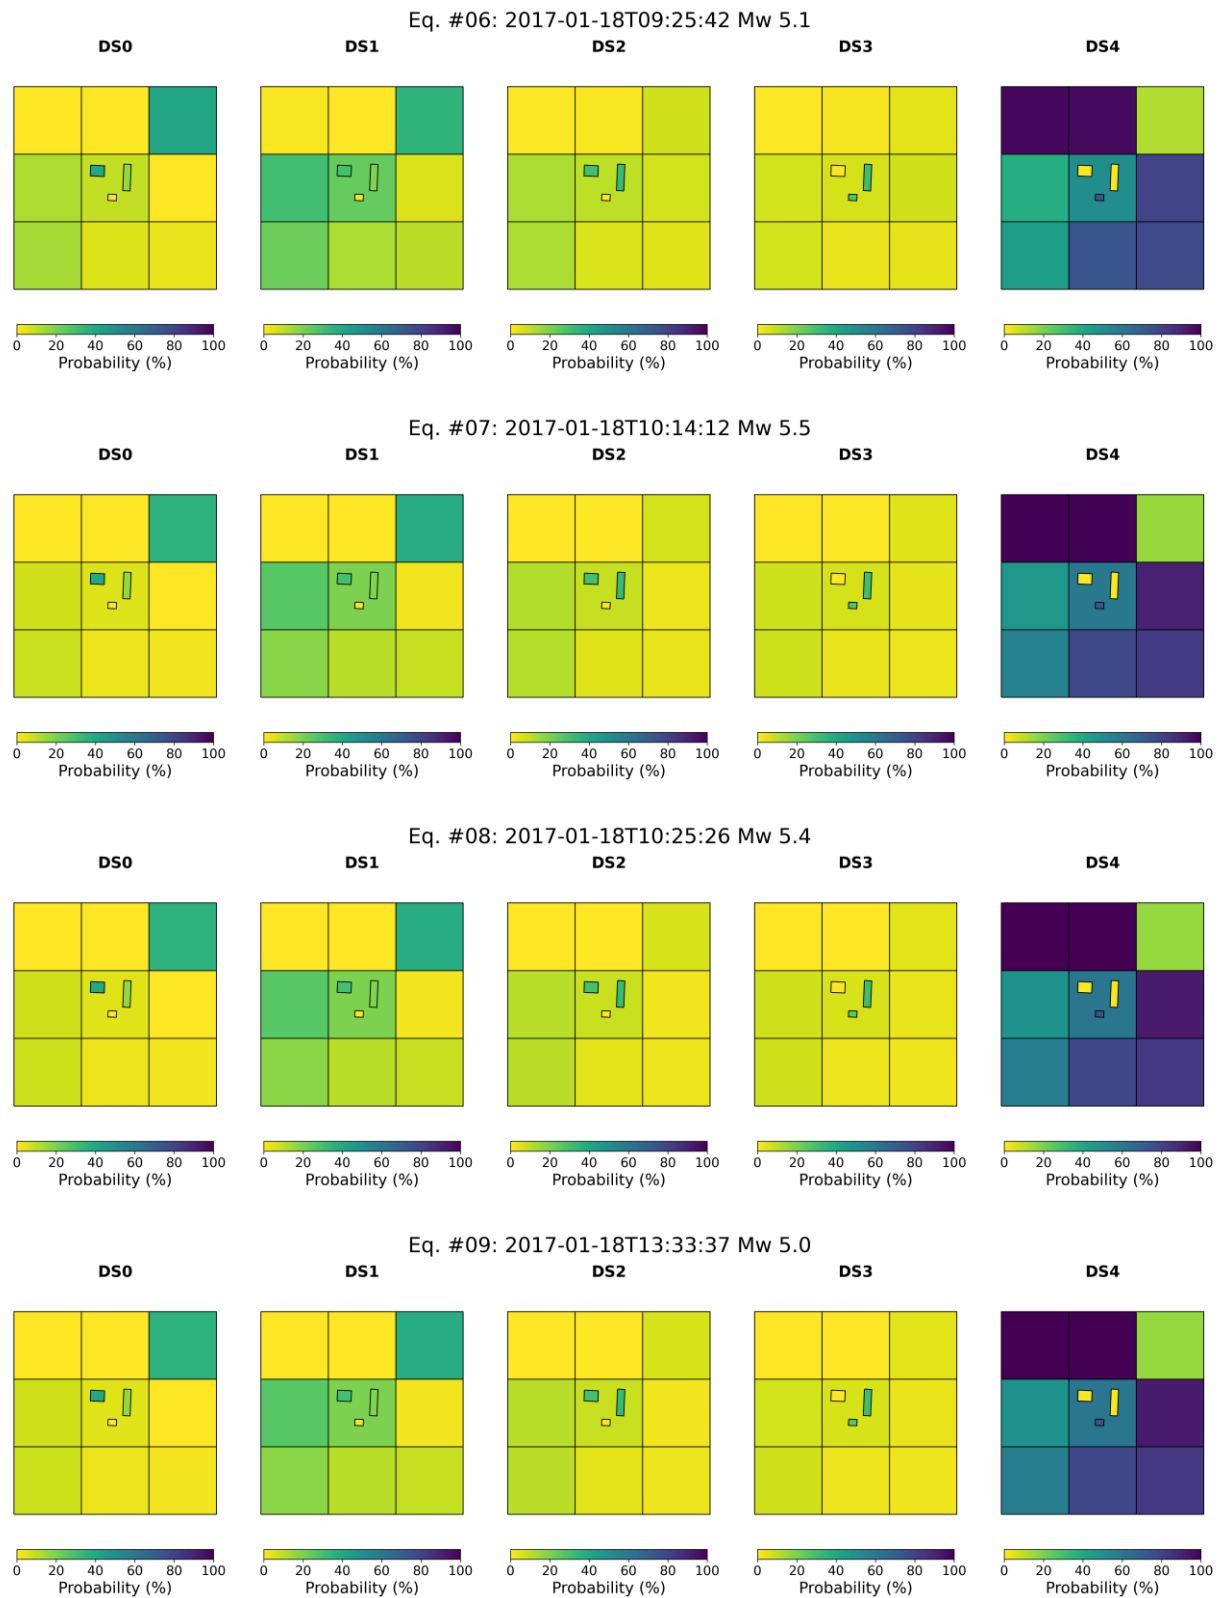 Eq. #06: 2017-01-18T09:25:42 Mw 5.1
DS0 DS1 DS2 DS3 DS4
0 20 40 60 80 100 0 20 40 60 80 100 0 20 40 60 80 100 0 20 40 60 80 100 0 20 40 60 80 100
Probability (%) Probability (%) Probability (%) Probability (%) Probability (%)
Eq. #07: 2017-01-18T10:14:12 Mw 5.5
DS0 DS1 DS2 DS3 DS4
0 20 40 60 80 100 0 20 40 60 80 100 0 20 40 60 80 100 0 20 40 60 80 100 0 20 40 60 80 100
Probability (%) Probability (%) Probability (%) Probability (%) Probability (%)
Eq. #08: 2017-01-18T10:25:26 Mw 5.4
DS0 DS1 DS2 DS3 DS4
0 20 40 60 80 100 0 20 40 60 80 100 0 20 40 60 80 100 0 20 40 60 80 100 0 20 40 60 80 100
Probability (%) Probability (%) Probability (%) Probability (%) Probability (%)
Eq. #09: 2017-01-18T13:33:37 Mw 5.0
DS0 DS1 DS2 DS3 DS4
0 20 40 60 80 100 0 20 40 60 80 100 0 20 40 60 80 100 0 20 40 60 80 100 0 20 40 60 80 100
Probability (%) Probability (%) Probability (%) Probability (%) Probability (%)